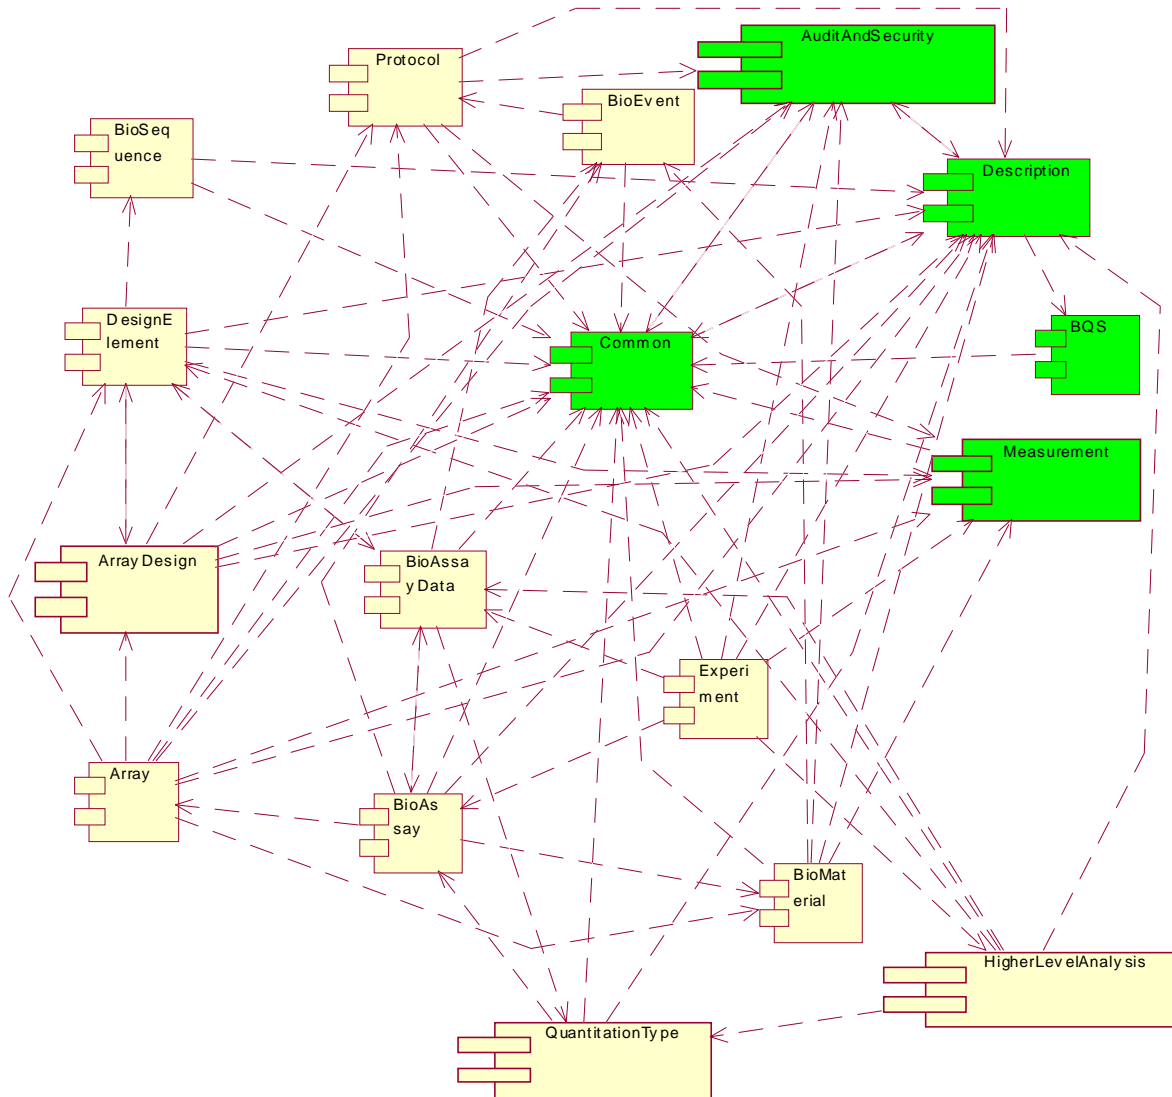 AuditAndSecurity
Protocol
BioEvent
BioSeq
uence
Description
DesignE
lement
Common
BQS
Measurement
ArrayDesign
BioAssa
yData
Experi
ment
Array
BioAs
say
BioMat
erial
HigherLevelAnalysis
QuantitationType